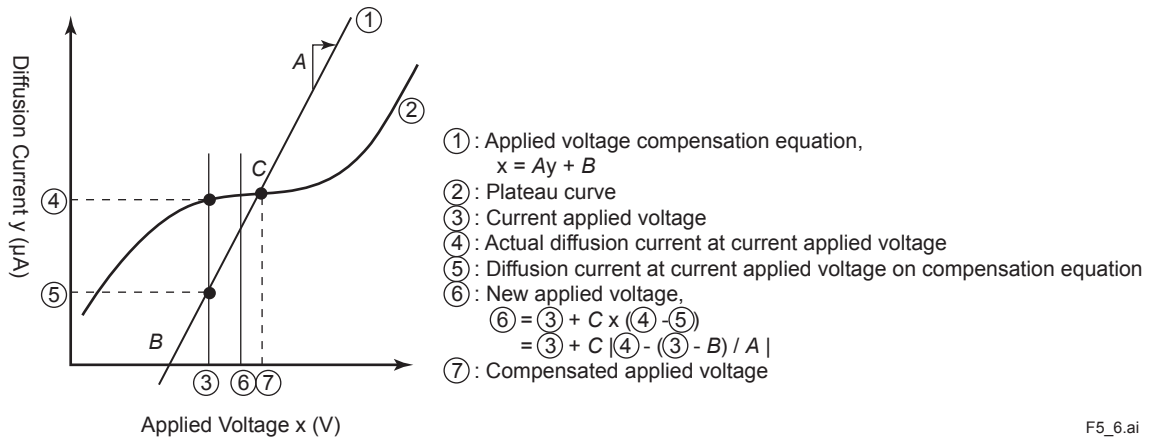 Diffusion Current y (µA)
①
A
②
C
④
⑤
B
③ ⑥ ⑦
Applied Voltage x (V)
① : Applied voltage compensation equation,
x = Ay + B
② : Plateau curve
③ : Current applied voltage
④ : Actual diffusion current at current applied voltage
⑤ : Diffusion current at current applied voltage on compensation equation
⑥ : New applied voltage,
⑥ = ③ + C x (④ -⑤)
= ③ + C |④ - (③ - B) / A |
⑦ : Compensated applied voltage
F5_6.ai